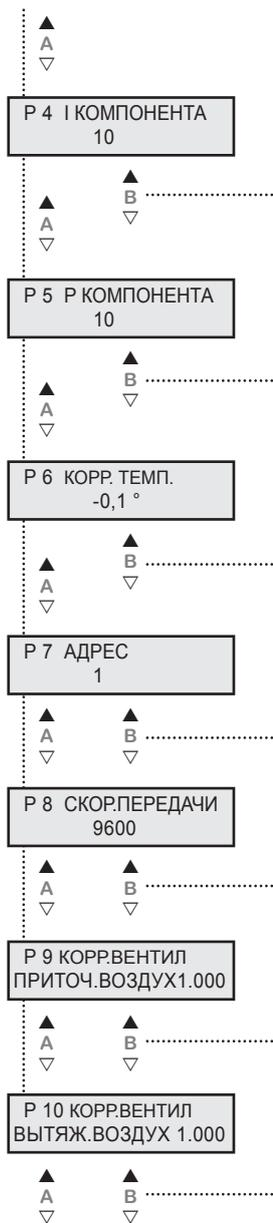 A
P 4 I КОМПОНЕНТА
10
B
A
P 5 P КОМПОНЕНТА
10
B
A
P 6 КОРР. ТЕМП.
-0,1 °
B
A
P 7 АДРЕС
1
A B
P 8 СКОР.ПЕРЕДАЧИ
9600
A B
P 9 КОРР.ВЕНТИЛ
ПРИТОЧ.ВОЗДУХ1.000
A B
P 10 КОРР.ВЕНТИЛ
ВЫТЯЖ.ВОЗДУХ 1.000
A B